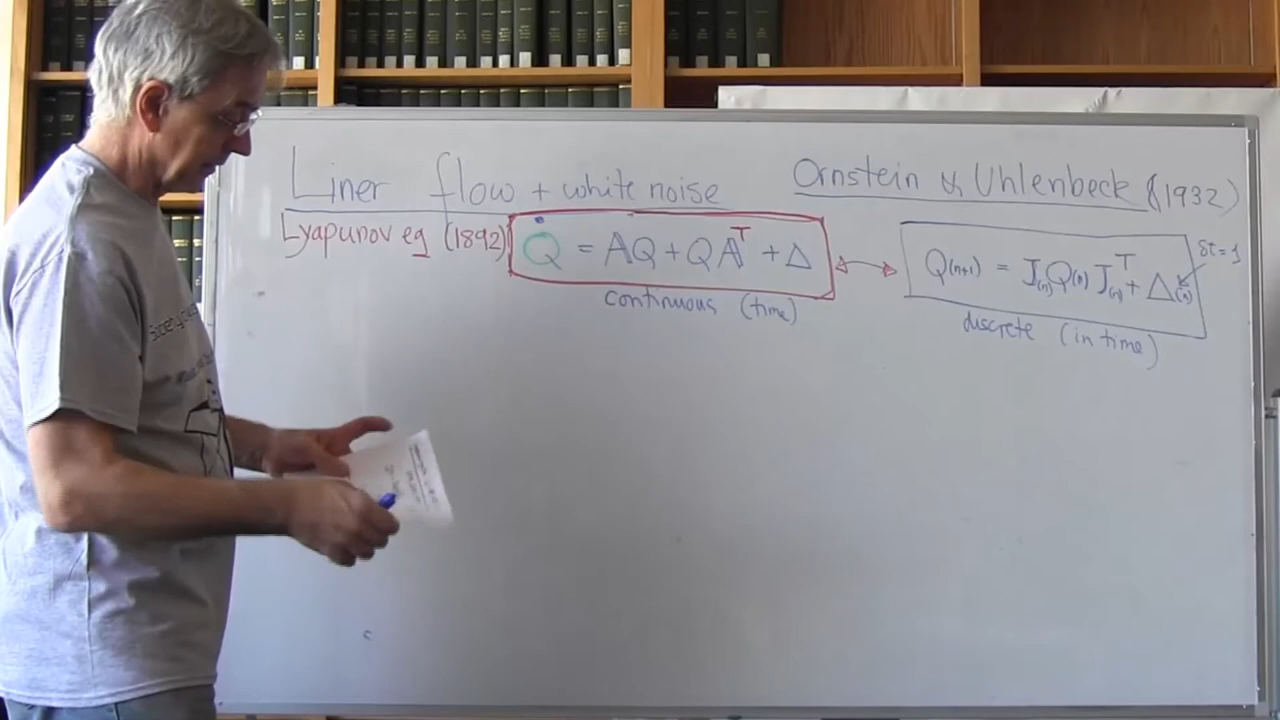 Liner flow + white noise
Ornstein & Uhlenbeck (1932)
Lyapunov eq (1892)
Q̇ = AQ + QAᵀ + Δ
continuous (time)
Q(n+1) = J(n)Q(n)J(n)ᵀ + Δ(n)
δt = 1
discrete (in time)
Society